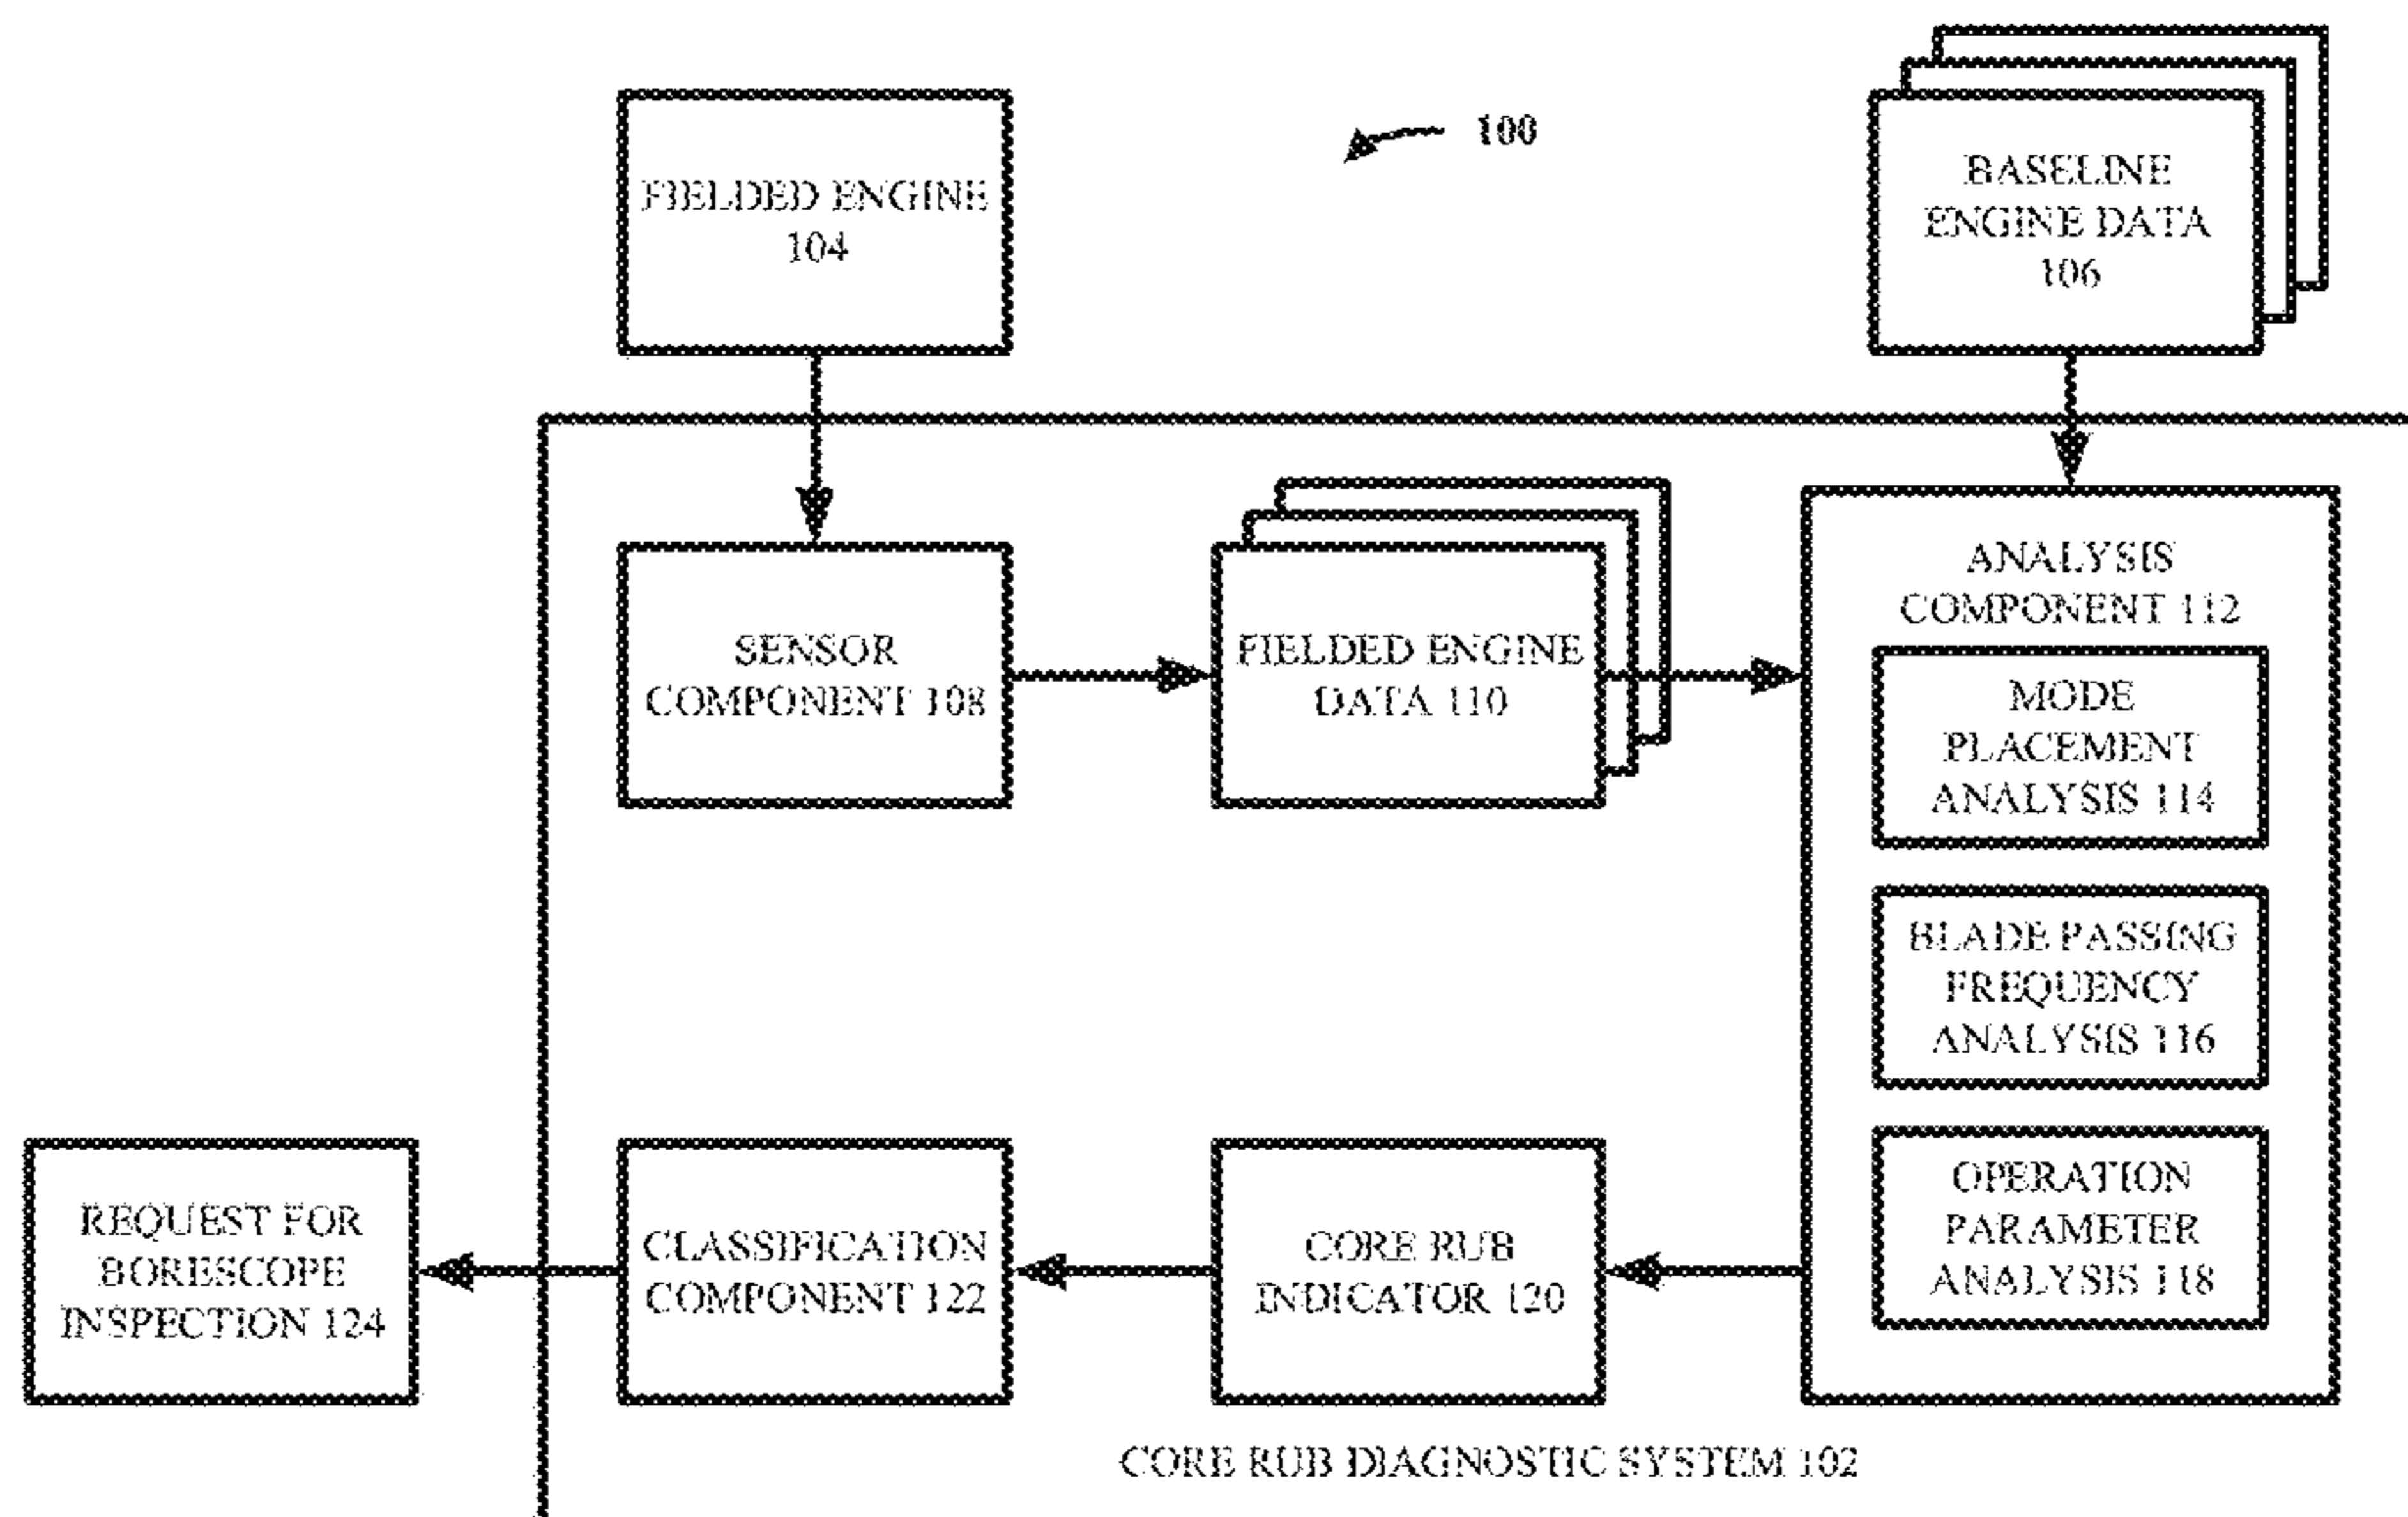 100
FIELDED ENGINE
104
BASELINE
ENGINE DATA
106
SENSOR
COMPONENT 108
FIELDED ENGINE
DATA 110
ANALYSIS
COMPONENT 112
MODE
PLACEMENT
ANALYSIS 114
BLADE PASSING
FREQUENCY
ANALYSIS 116
OPERATION
PARAMETER
ANALYSIS 118
CORE RUB
INDICATOR 120
CLASSIFICATION
COMPONENT 122
REQUEST FOR
BORESCOPE
INSPECTION 124
CORE RUB DIAGNOSTIC SYSTEM 102